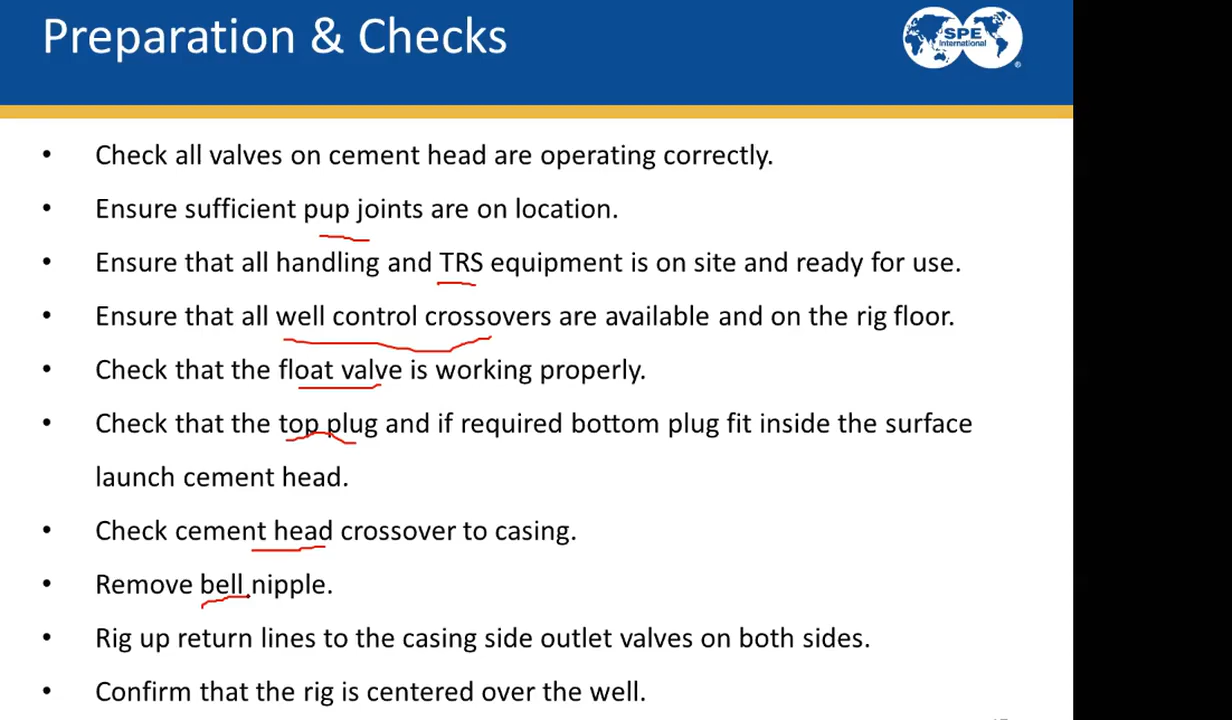 Preparation & Checks
SPE
International
®
• Check all valves on cement head are operating correctly.
• Ensure sufficient pup joints are on location.
• Ensure that all handling and TRS equipment is on site and ready for use.
• Ensure that all well control crossovers are available and on the rig floor.
• Check that the float valve is working properly.
• Check that the top plug and if required bottom plug fit inside the surface
launch cement head.
• Check cement head crossover to casing.
• Remove bell nipple.
• Rig up return lines to the casing side outlet valves on both sides.
• Confirm that the rig is centered over the well.